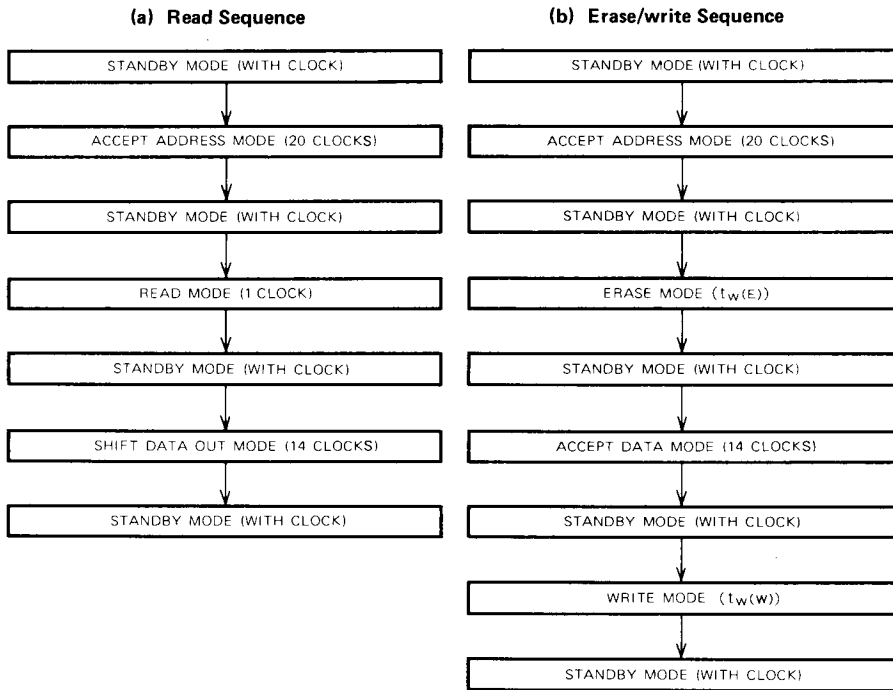 (a) Read Sequence
STANDBY MODE (WITH CLOCK)
ACCEPT ADDRESS MODE (20 CLOCKS)
STANDBY MODE (WITH CLOCK)
READ MODE (1 CLOCK)
STANDBY MODE (WITH CLOCK)
SHIFT DATA OUT MODE (14 CLOCKS)
STANDBY MODE (WITH CLOCK)
(b) Erase/write Sequence
STANDBY MODE (WITH CLOCK)
ACCEPT ADDRESS MODE (20 CLOCKS)
STANDBY MODE (WITH CLOCK)
ERASE MODE (tw(E))
STANDBY MODE (WITH CLOCK)
ACCEPT DATA MODE (14 CLOCKS)
STANDBY MODE (WITH CLOCK)
WRITE MODE (tw(W))
STANDBY MODE (WITH CLOCK)